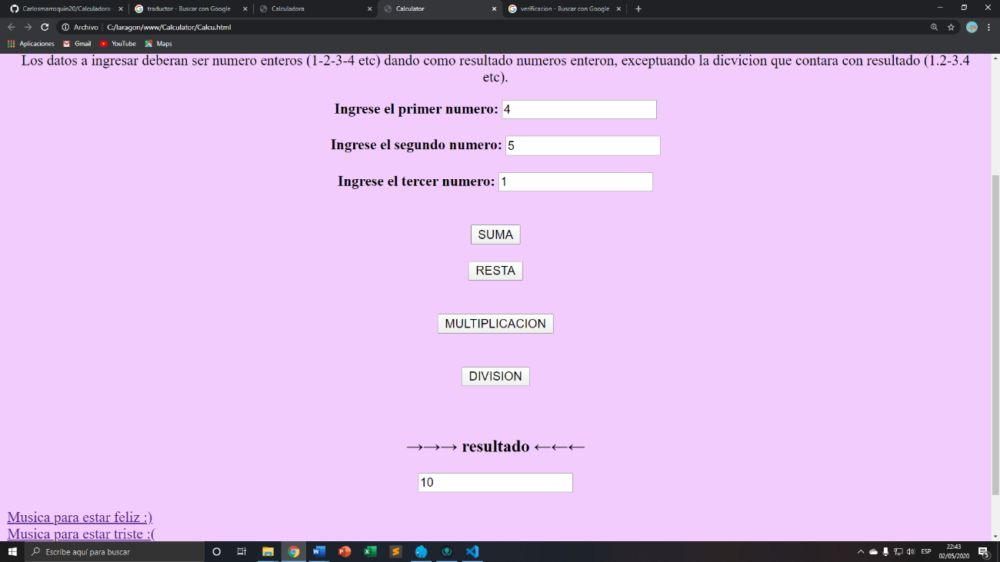 Carlosmarroquin20/Calculadora- traductor - Buscar con Google Calculadora Calculator verificacion - Buscar con Google
Archivo | C:/laragon/www/Calculator/Calcu.html
Aplicaciones Gmail YouTube Maps
Los datos a ingresar deberan ser numero enteros (1-2-3-4 etc) dando como resultado numeros enteron, exceptuando la dicvicion que contara con resultado (1.2-3.4
etc).
Ingrese el primer numero: 4
Ingrese el segundo numero: 5
Ingrese el tercer numero: 1
SUMA
RESTA
MULTIPLICACION
DIVISION
→→→ resultado ←←←
10
Musica para estar feliz :)
Musica para estar triste :(
Escribe aquí para buscar
ESP
22:43
02/05/2020
5